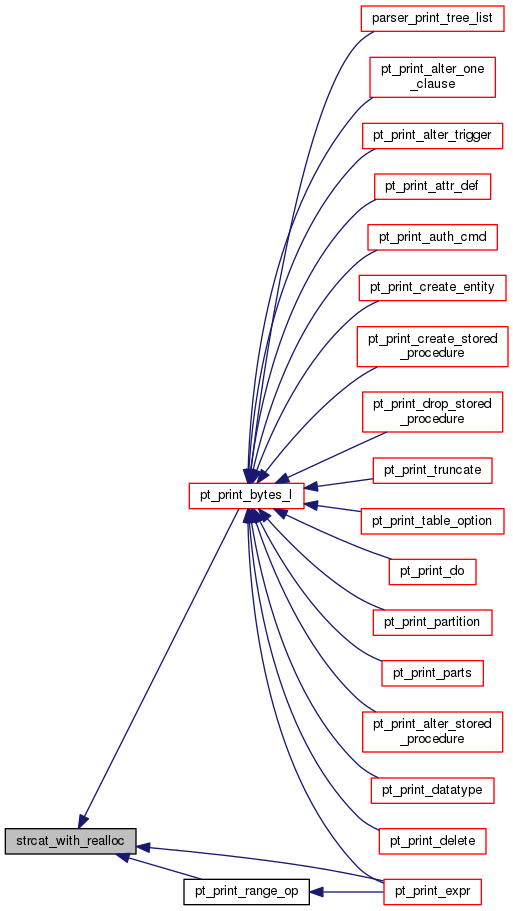 parser_print_tree_list
pt_print_alter_one
_clause
pt_print_alter_trigger
pt_print_attr_def
pt_print_auth_cmd
pt_print_create_entity
pt_print_create_stored
_procedure
pt_print_drop_stored
_procedure
pt_print_truncate
pt_print_bytes_l
pt_print_table_option
pt_print_do
pt_print_partition
pt_print_parts
pt_print_alter_stored
_procedure
pt_print_datatype
strcat_with_realloc
pt_print_delete
pt_print_range_op
pt_print_expr